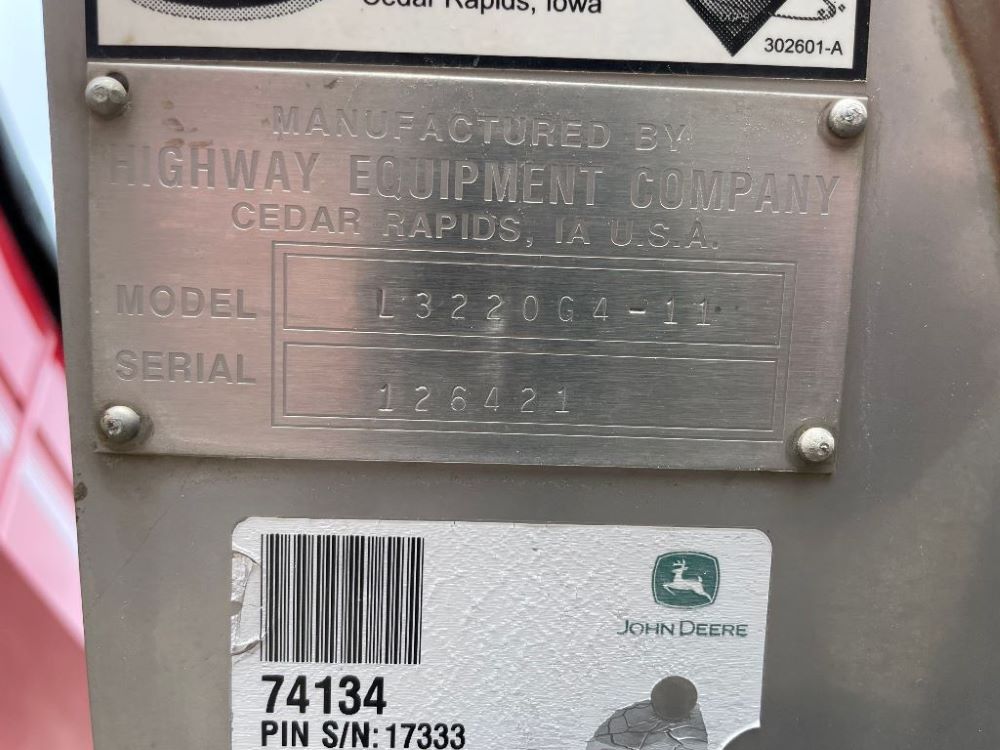 Cedar Rapids, Iowa
302601-A
MANUFACTURED BY
HIGHWAY EQUIPMENT COMPANY
CEDAR RAPIDS, IA U.S.A.
MODEL L3220G4-11
SERIAL 126421
JOHN DEERE
74134
PIN S/N: 17333